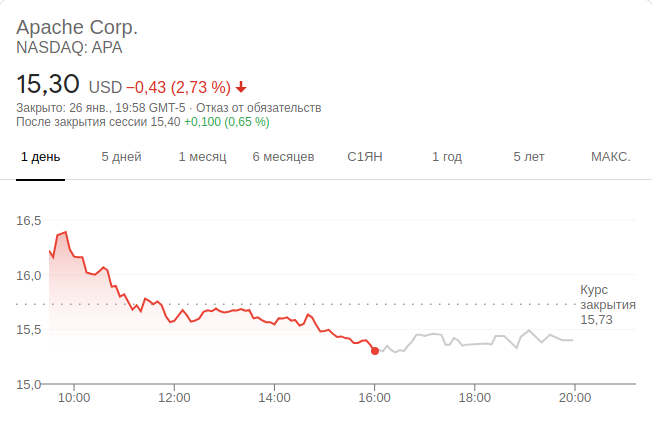 Apache Corp.
NASDAQ: APA
15,30 USD −0,43 (2,73 %)
Закрыто: 26 янв., 19:58 GMT-5 · Отказ от обязательств
После закрытия сессии 15,40 +0,100 (0,65 %)
1 день 5 дней 1 месяц 6 месяцев С1ЯН 1 год 5 лет МАКС.
16,5
16,0
Курс
закрытия
15,73
15,5
15,0
10:00 12:00 14:00 16:00 18:00 20:00